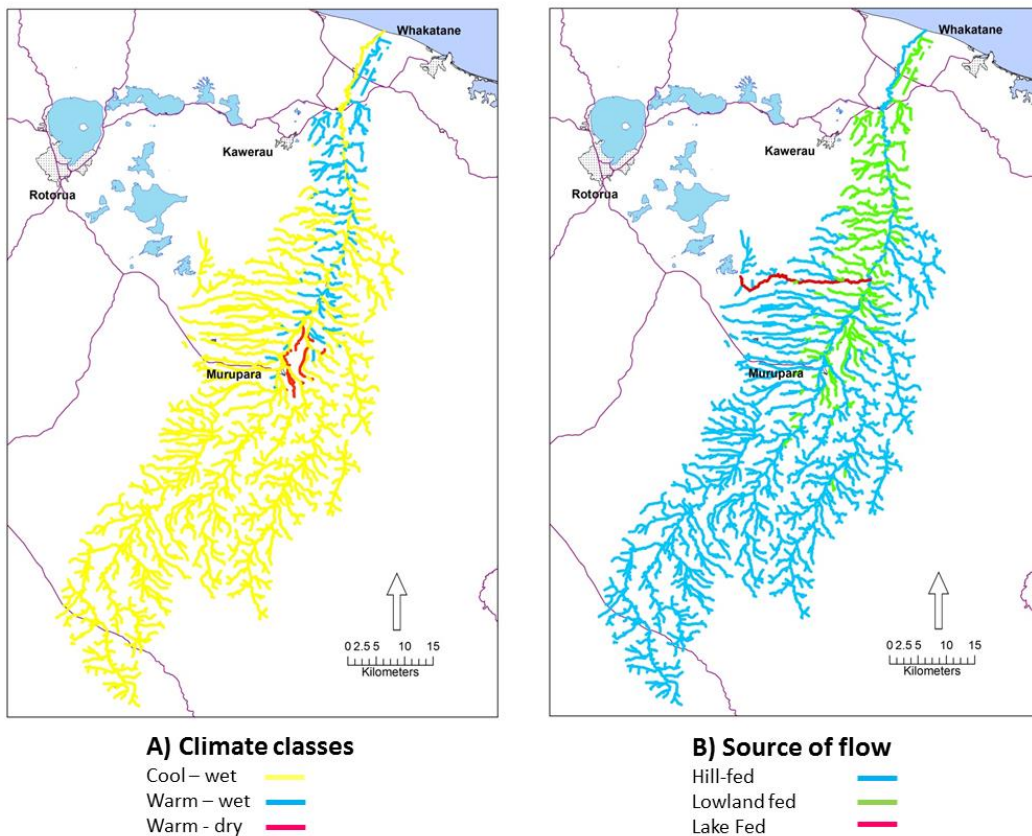 Whakatane
Kawerau
Rotorua
Murupara
0 2.5 5 10 15
Kilometers
A) Climate classes
Cool – wet
Warm – wet
Warm - dry
Whakatane
Kawerau
Rotorua
Murupara
0 2.5 5 10 15
Kilometers
B) Source of flow
Hill-fed
Lowland fed
Lake Fed